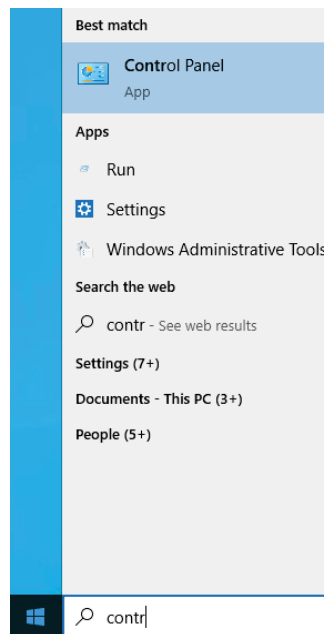 Best match
Control Panel
App
Apps
Run
Settings
Windows Administrative Tools
Search the web
contr - See web results
Settings (7+)
Documents - This PC (3+)
People (5+)
contr